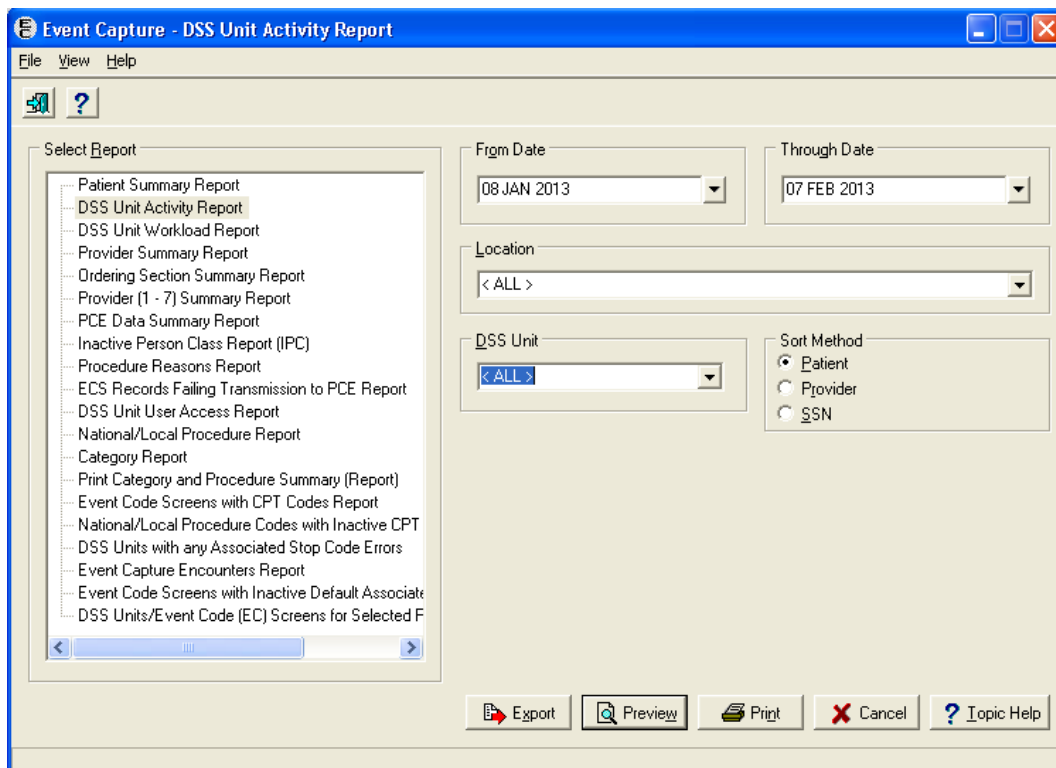 Event Capture - DSS Unit Activity Report
File View Help
Select Report
Patient Summary Report
DSS Unit Activity Report
DSS Unit Workload Report
Provider Summary Report
Ordering Section Summary Report
Provider (1 - 7) Summary Report
PCE Data Summary Report
Inactive Person Class Report (IPC)
Procedure Reasons Report
ECS Records Failing Transmission to PCE Report
DSS Unit User Access Report
National/Local Procedure Report
Category Report
Print Category and Procedure Summary (Report)
Event Code Screens with CPT Codes Report
National/Local Procedure Codes with Inactive CPT
DSS Units with any Associated Stop Code Errors
Event Capture Encounters Report
Event Code Screens with Inactive Default Associate
DSS Units/Event Code (EC) Screens for Selected F
From Date
08 JAN 2013
Through Date
07 FEB 2013
Location
< ALL >
DSS Unit
< ALL >
Sort Method
Patient
Provider
SSN
Export Preview Print Cancel ? Topic Help